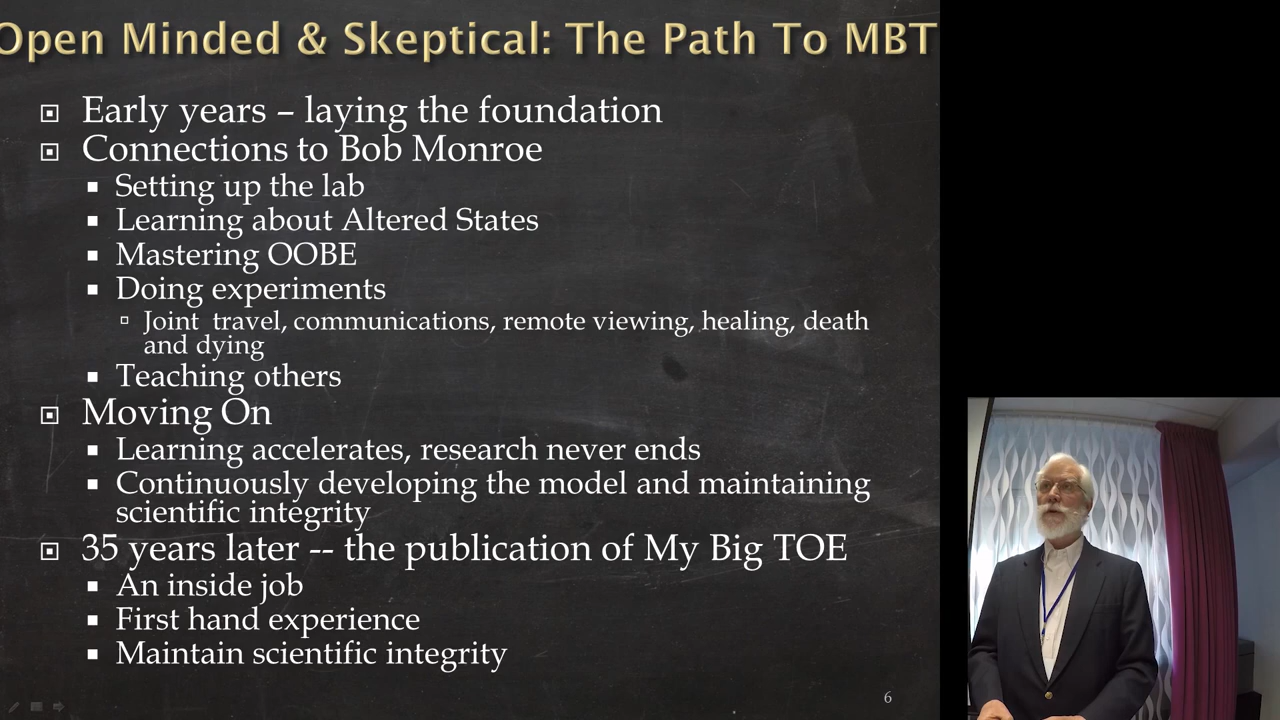 Open Minded & Skeptical: The Path To MBT
Early years – laying the foundation
Connections to Bob Monroe
Setting up the lab
Learning about Altered States
Mastering OOBE
Doing experiments
Joint travel, communications, remote viewing, healing, death
and dying
Teaching others
Moving On
Learning accelerates, research never ends
Continuously developing the model and maintaining
scientific integrity
35 years later -- the publication of My Big TOE
An inside job
First hand experience
Maintain scientific integrity
6